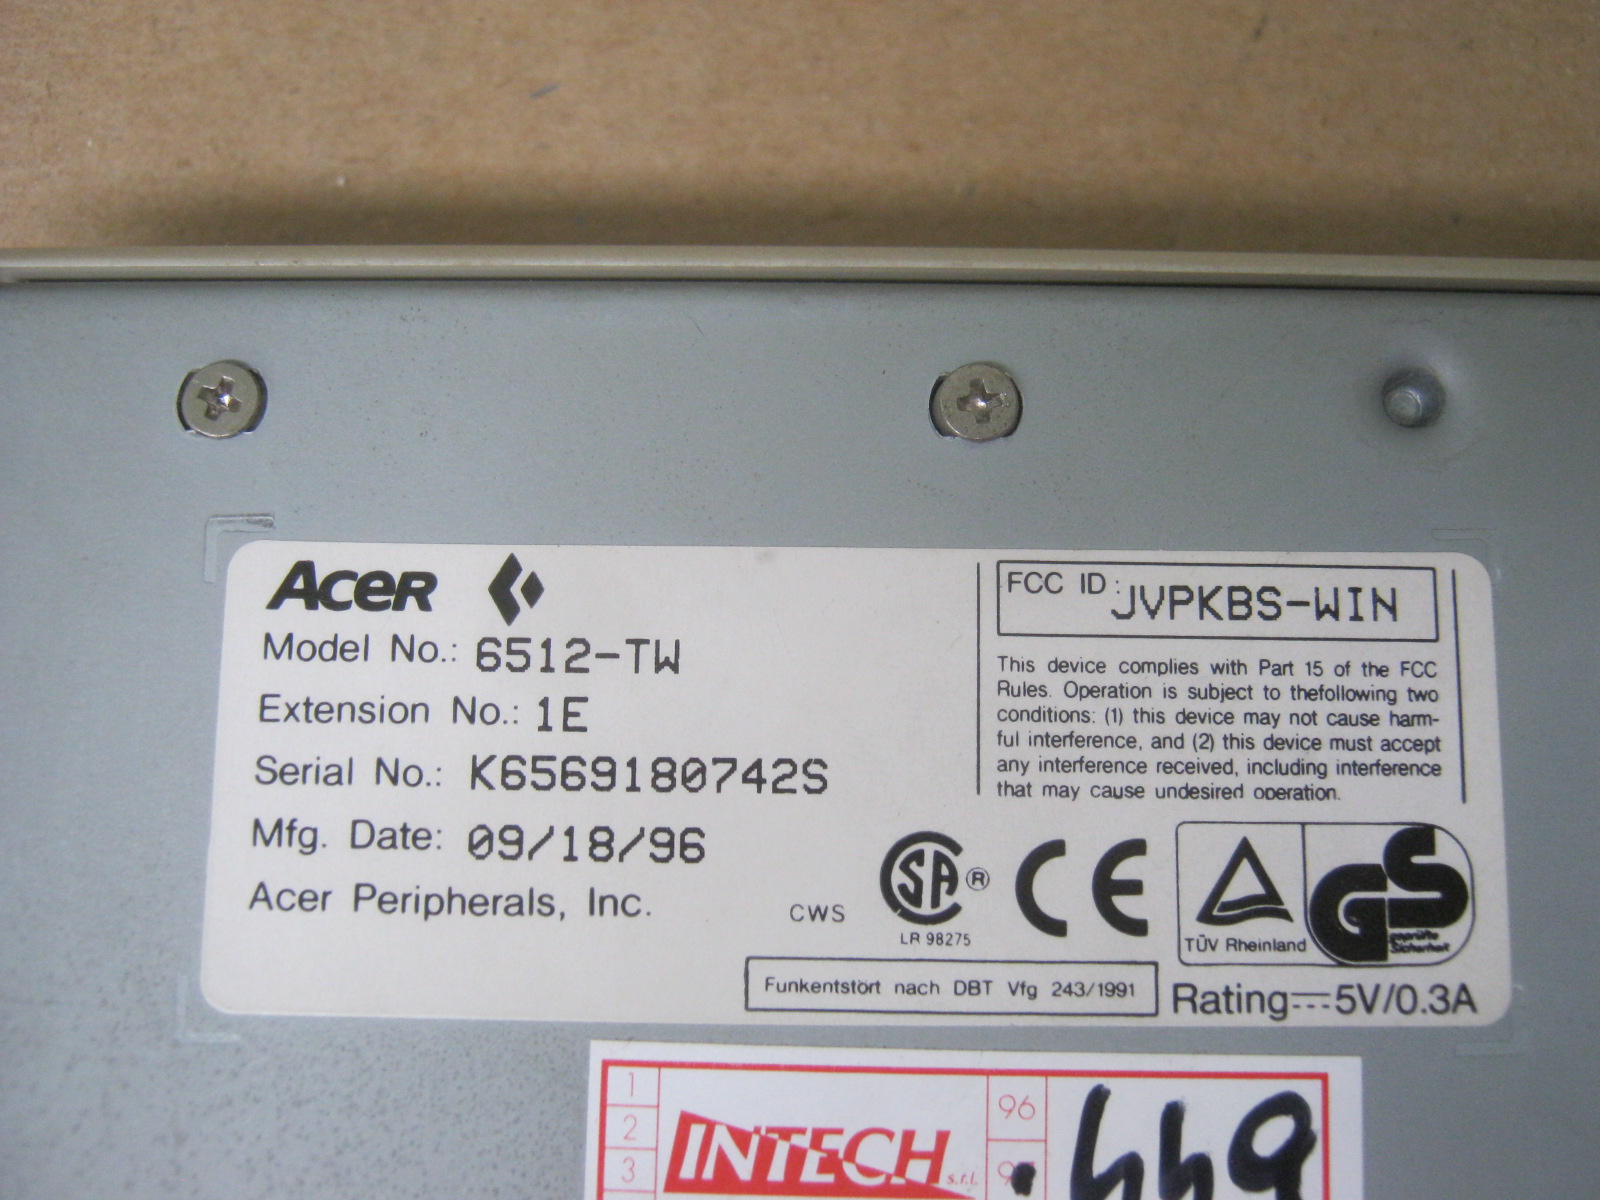 Acer
Model No.: 6512-TW
Extension No.: 1E
Serial No.: K6569180742S
Mfg. Date: 09/18/96
Acer Peripherals, Inc.
FCC ID: JVPKBS-WIN
This device complies with Part 15 of the FCC
Rules. Operation is subject to thefollowing two
conditions: (1) this device may not cause harm-
ful interference, and (2) this device must accept
any interference received, including interference
that may cause undesired operation.
CWS
SA ®
LR 98275
CE
TÜV Rheinland
GS
geprüfte
Sicherheit
Funkentstört nach DBT Vfg 243/1991
Rating 5V/0.3A
1
2
3
INTECH s.r.l.
96